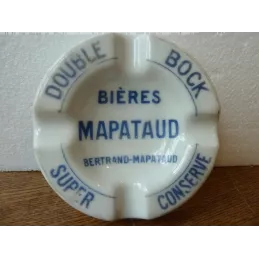 DOUBLE BOCK
BIÈRES
MAPATAUD
BERTRAND-MAPATAUD
SUPER CONSERVE